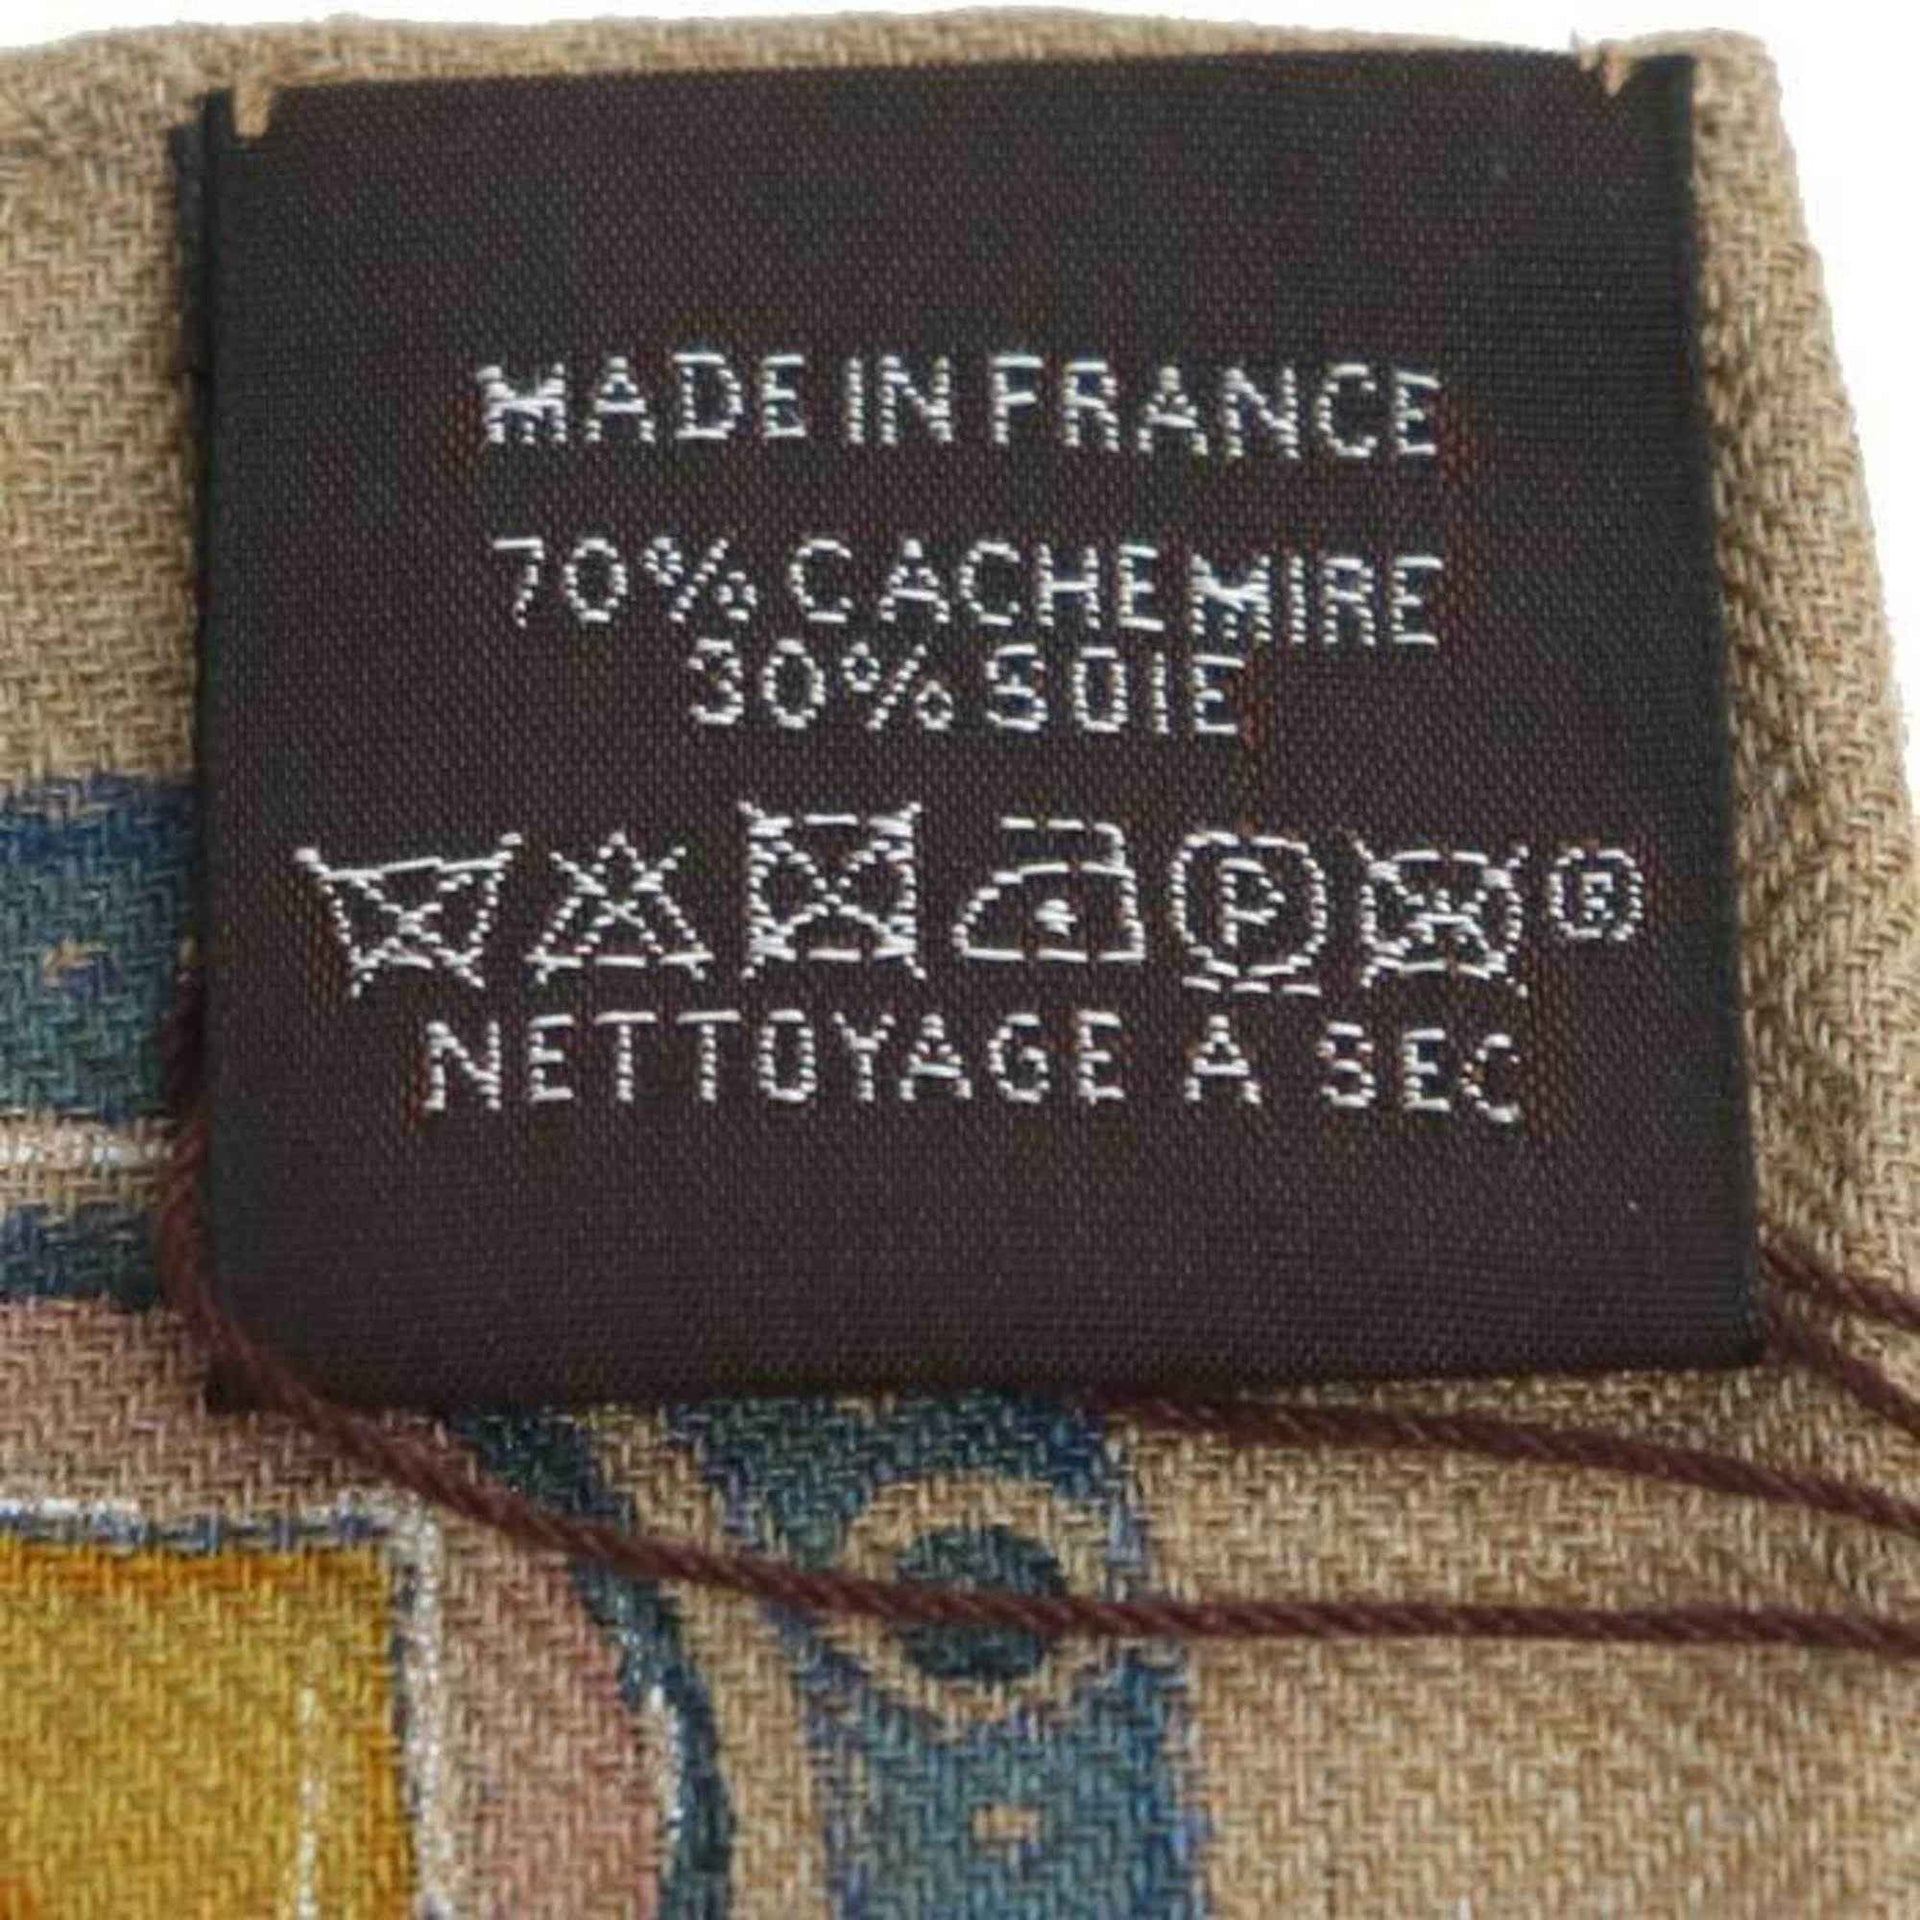 MADE IN FRANCE
70% CACHEMIRE
30% SOIE
P ®
NETTOYAGE A SEC